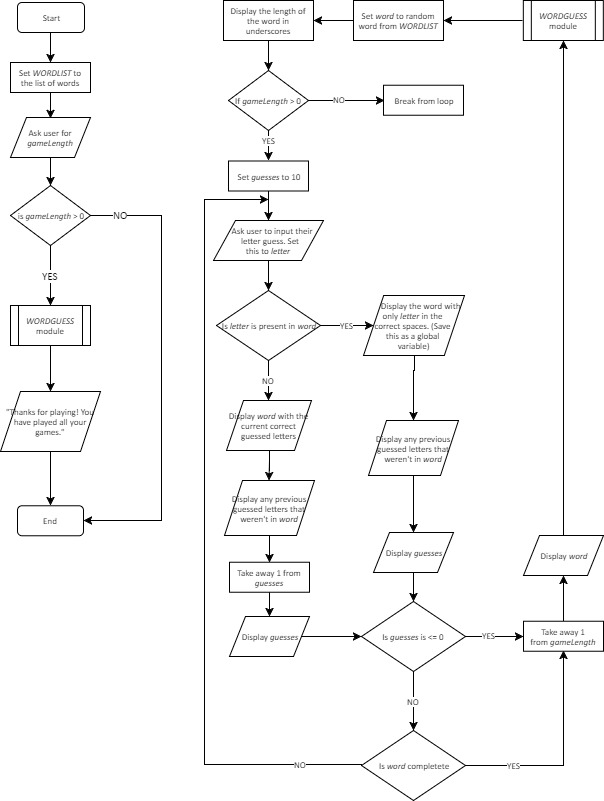 Start
Set WORDLIST to
the list of words
Ask user for
gameLength
is gameLength > 0
NO
YES
WORDGUESS
module
"Thanks for playing! You
have played all your
games."
End
WORDGUESS
module
Set word to random
word from WORDLIST
Display the length of
the word in
underscores
If gameLength > 0
NO
Break from loop
YES
Set guesses to 10
Ask user to input their
letter guess. Set
this to letter
Is letter is present in word
YES
Display the word with
only letter in the
correct spaces. (Save
this as a global
variable)
NO
Display word with the
current correct
guessed letters
Display any previous
guessed letters that
weren't in word
Display any previous
guessed letters that
weren't in word
Take away 1 from
guesses
Display guesses
Display guesses
Is guesses is <= 0
YES
Take away 1
from gameLength
Display word
NO
Is word completete
NO
YES